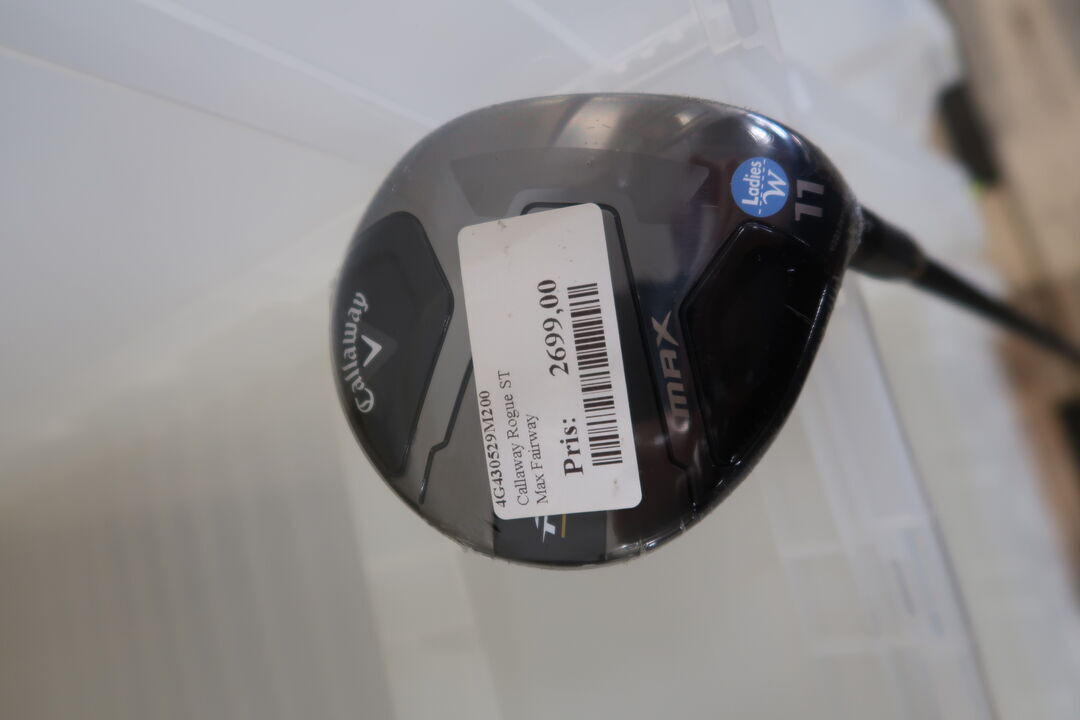 Callaway
4G430529M200
Callaway Rogue ST
Max Fairway
Pris: 2699,00
MAX
Ladies
W
11